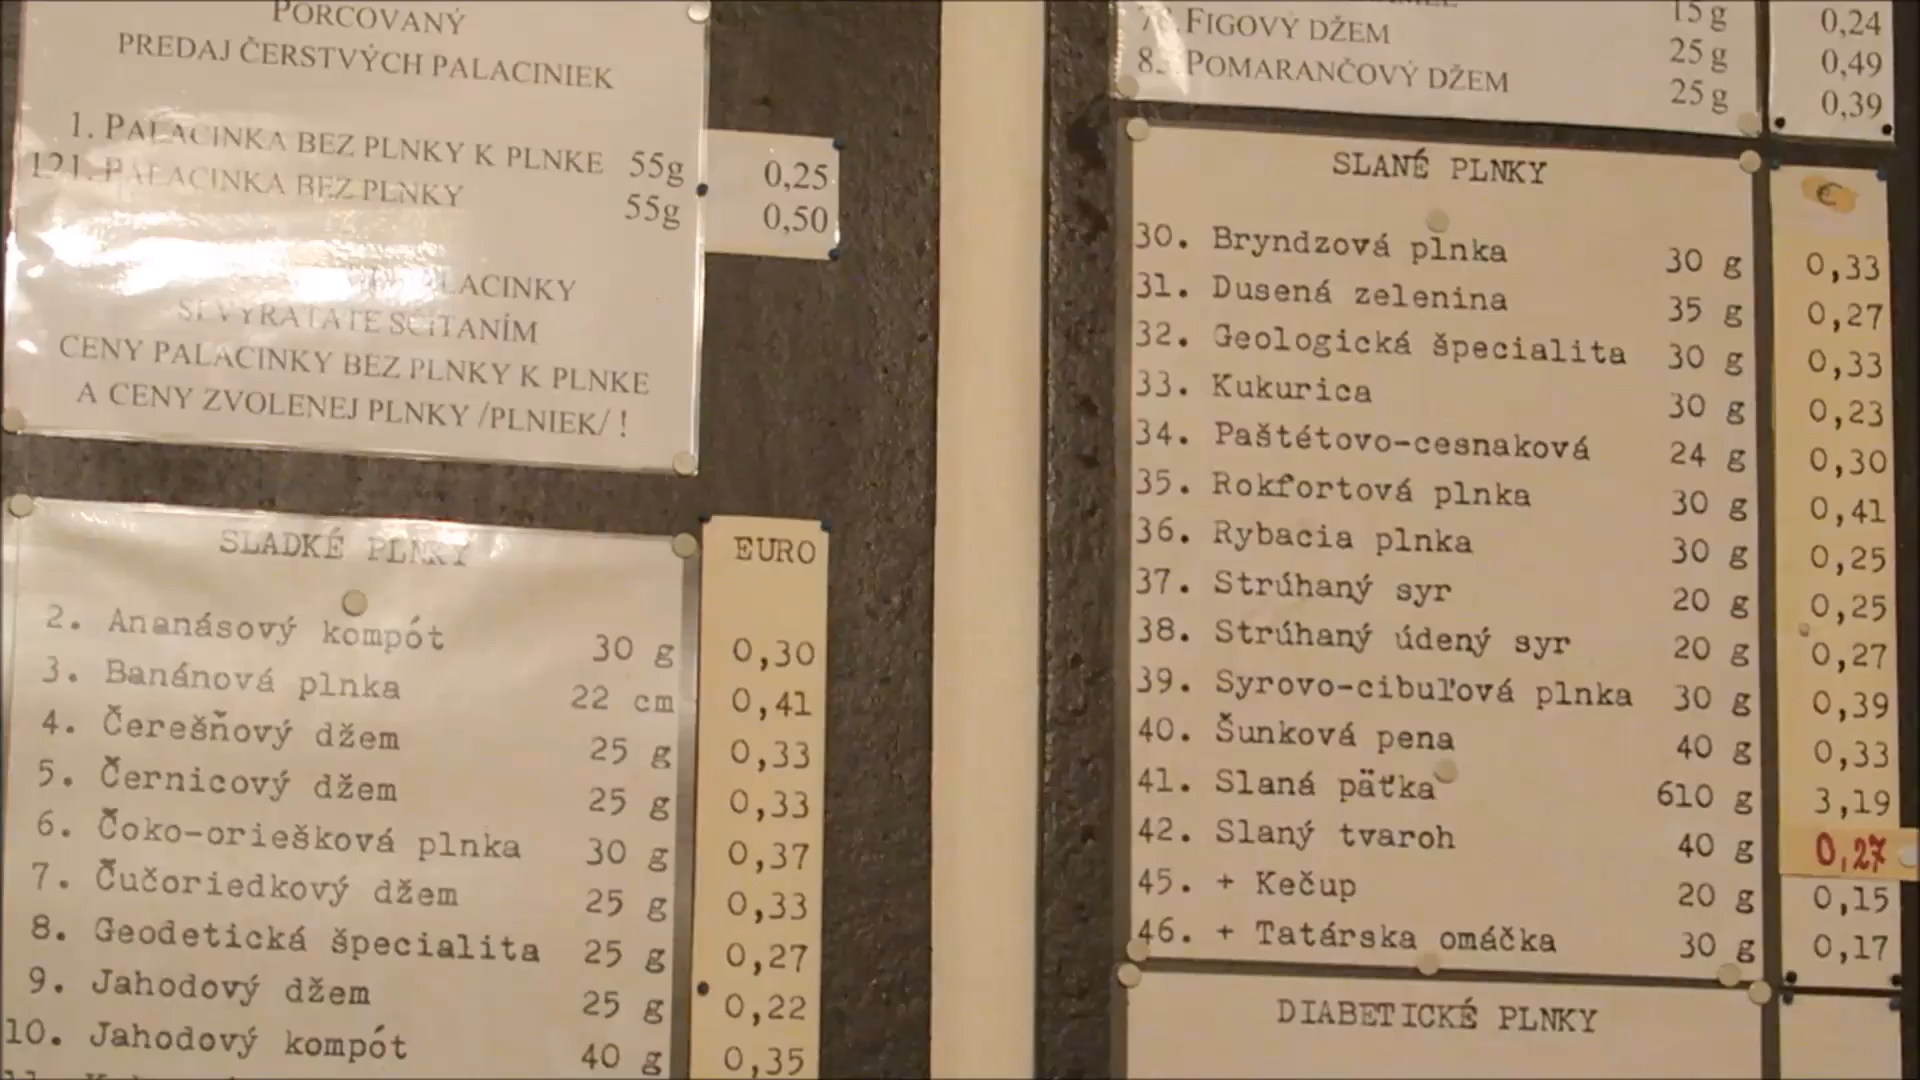 PORCOVANÝ
PREDAJ ČERSTVÝCH PALACINIEK
1. PALACINKA BEZ PLNKY K PLNKE 55g 0,25
121. PALACINKA BEZ PLNKY 55g 0,50
PALACINKY
SI VYRÁTATE SČÍTANÍM
CENY PALACINKY BEZ PLNKY K PLNKE
A CENY ZVOLENEJ PLNKY /PLNIEK/ !
SLADKÉ PLNKY EURO
2. Ananásový kompót 30 g 0,30
3. Banánová plnka 22 cm 0,41
4. Čerešňový džem 25 g 0,33
5. Černicový džem 25 g 0,33
6. Čoko-oriešková plnka 30 g 0,37
7. Čučoriedkový džem 25 g 0,33
8. Geodetická špecialita 25 g 0,27
9. Jahodový džem 25 g 0,22
10. Jahodový kompót 40 g 0,35
15 g 0,24
FIGOVÝ DŽEM 25 g 0,49
POMARANČOVÝ DŽEM 25 g 0,39
SLANÉ PLNKY €
30. Bryndzová plnka 30 g 0,33
31. Dusená zelenina 35 g 0,27
32. Geologická špecialita 30 g 0,33
33. Kukurica 30 g 0,23
34. Paštétovo-cesnaková 24 g 0,30
35. Rokfortová plnka 30 g 0,41
36. Rybacia plnka 30 g 0,25
37. Strúhaný syr 20 g 0,25
38. Strúhaný údený syr 20 g 0,27
39. Syrovo-cibuľová plnka 30 g 0,39
40. Šunková pena 40 g 0,33
41. Slaná päťka 610 g 3,19
42. Slaný tvaroh 40 g 0,27
45. + Kečup 20 g 0,15
46. + Tatárska omáčka 30 g 0,17
DIABETICKÉ PLNKY